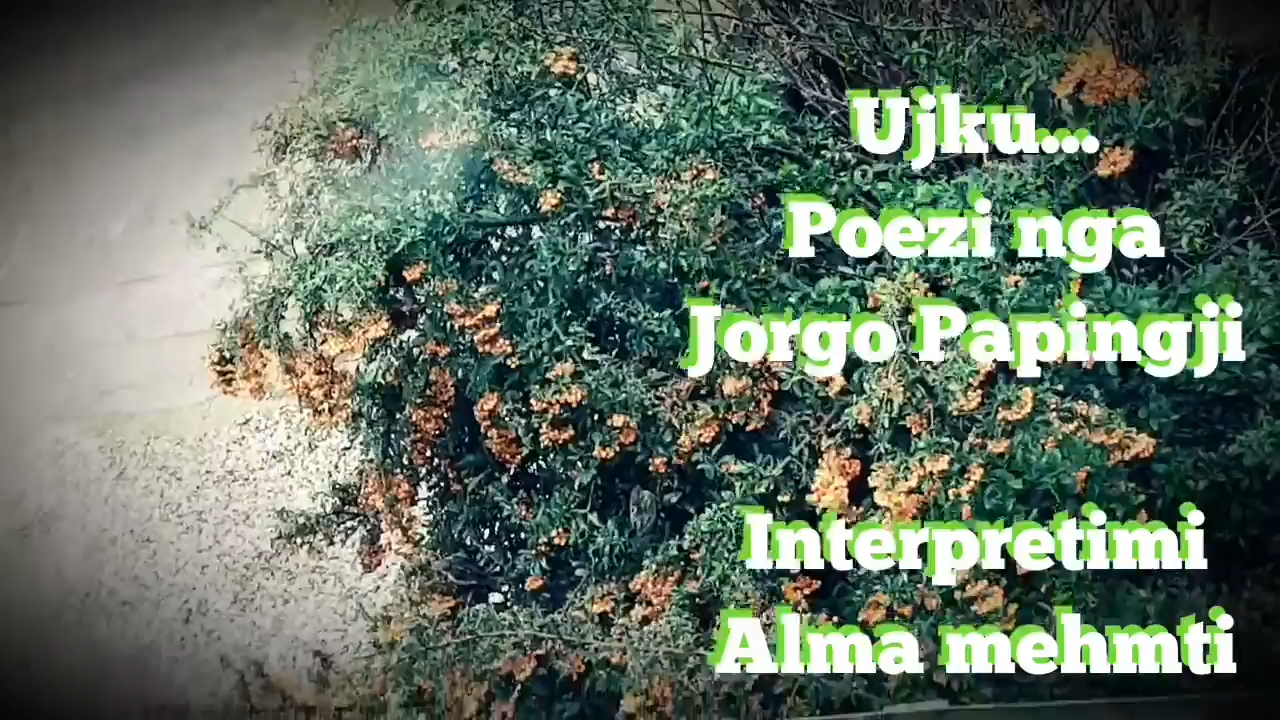 Ujku...
Poezi nga
Jorgo Papingji
Interpretimi
Alma mehmti